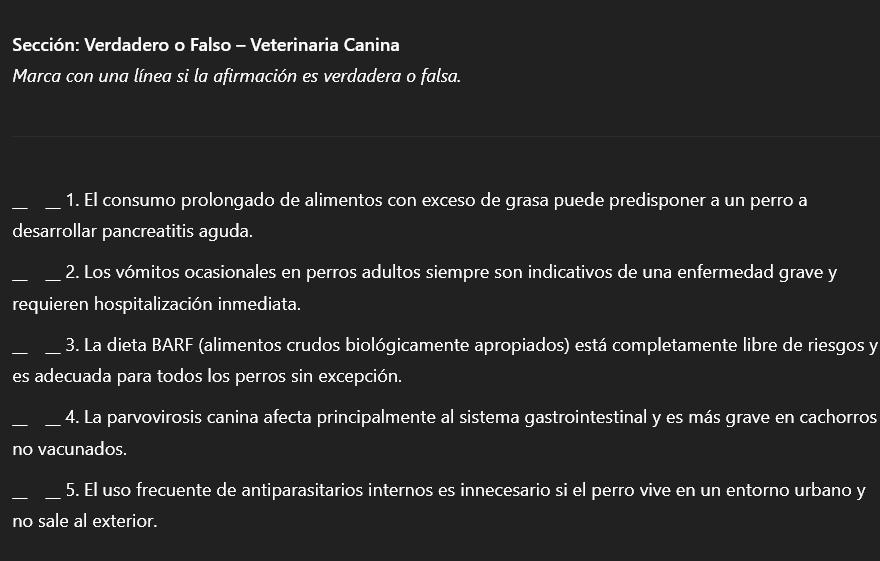 Sección: Verdadero o Falso – Veterinaria Canina
Marca con una línea si la afirmación es verdadera o falsa.
__ __ 1. El consumo prolongado de alimentos con exceso de grasa puede predisponer a un perro a
desarrollar pancreatitis aguda.
__ __ 2. Los vómitos ocasionales en perros adultos siempre son indicativos de una enfermedad grave y
requieren hospitalización inmediata.
__ __ 3. La dieta BARF (alimentos crudos biológicamente apropiados) está completamente libre de riesgos y
es adecuada para todos los perros sin excepción.
__ __ 4. La parvovirosis canina afecta principalmente al sistema gastrointestinal y es más grave en cachorros
no vacunados.
__ __ 5. El uso frecuente de antiparasitarios internos es innecesario si el perro vive en un entorno urbano y
no sale al exterior.